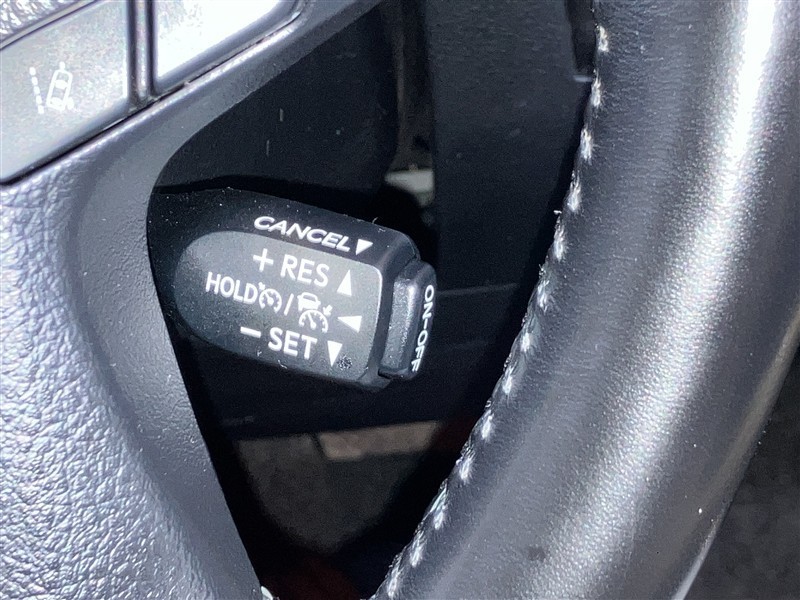 CANCEL▼
+ RES ▲
HOLD / ◀
− SET ▼
ON-OFF